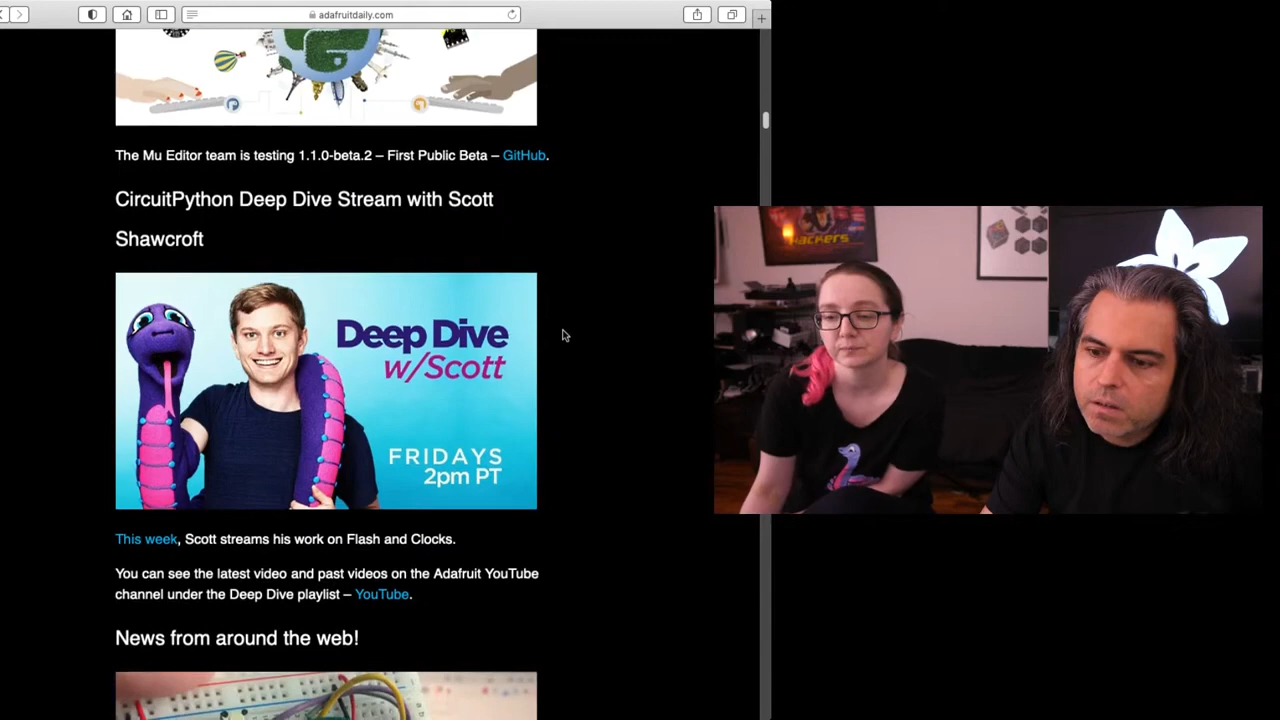 adafruitdaily.com
The Mu Editor team is testing 1.1.0-beta.2 – First Public Beta – GitHub.
CircuitPython Deep Dive Stream with Scott
Shawcroft
Deep Dive
w/Scott
FRIDAYS
2pm PT
This week, Scott streams his work on Flash and Clocks.
You can see the latest video and past videos on the Adafruit YouTube
channel under the Deep Dive playlist – YouTube.
News from around the web!
HACKERS